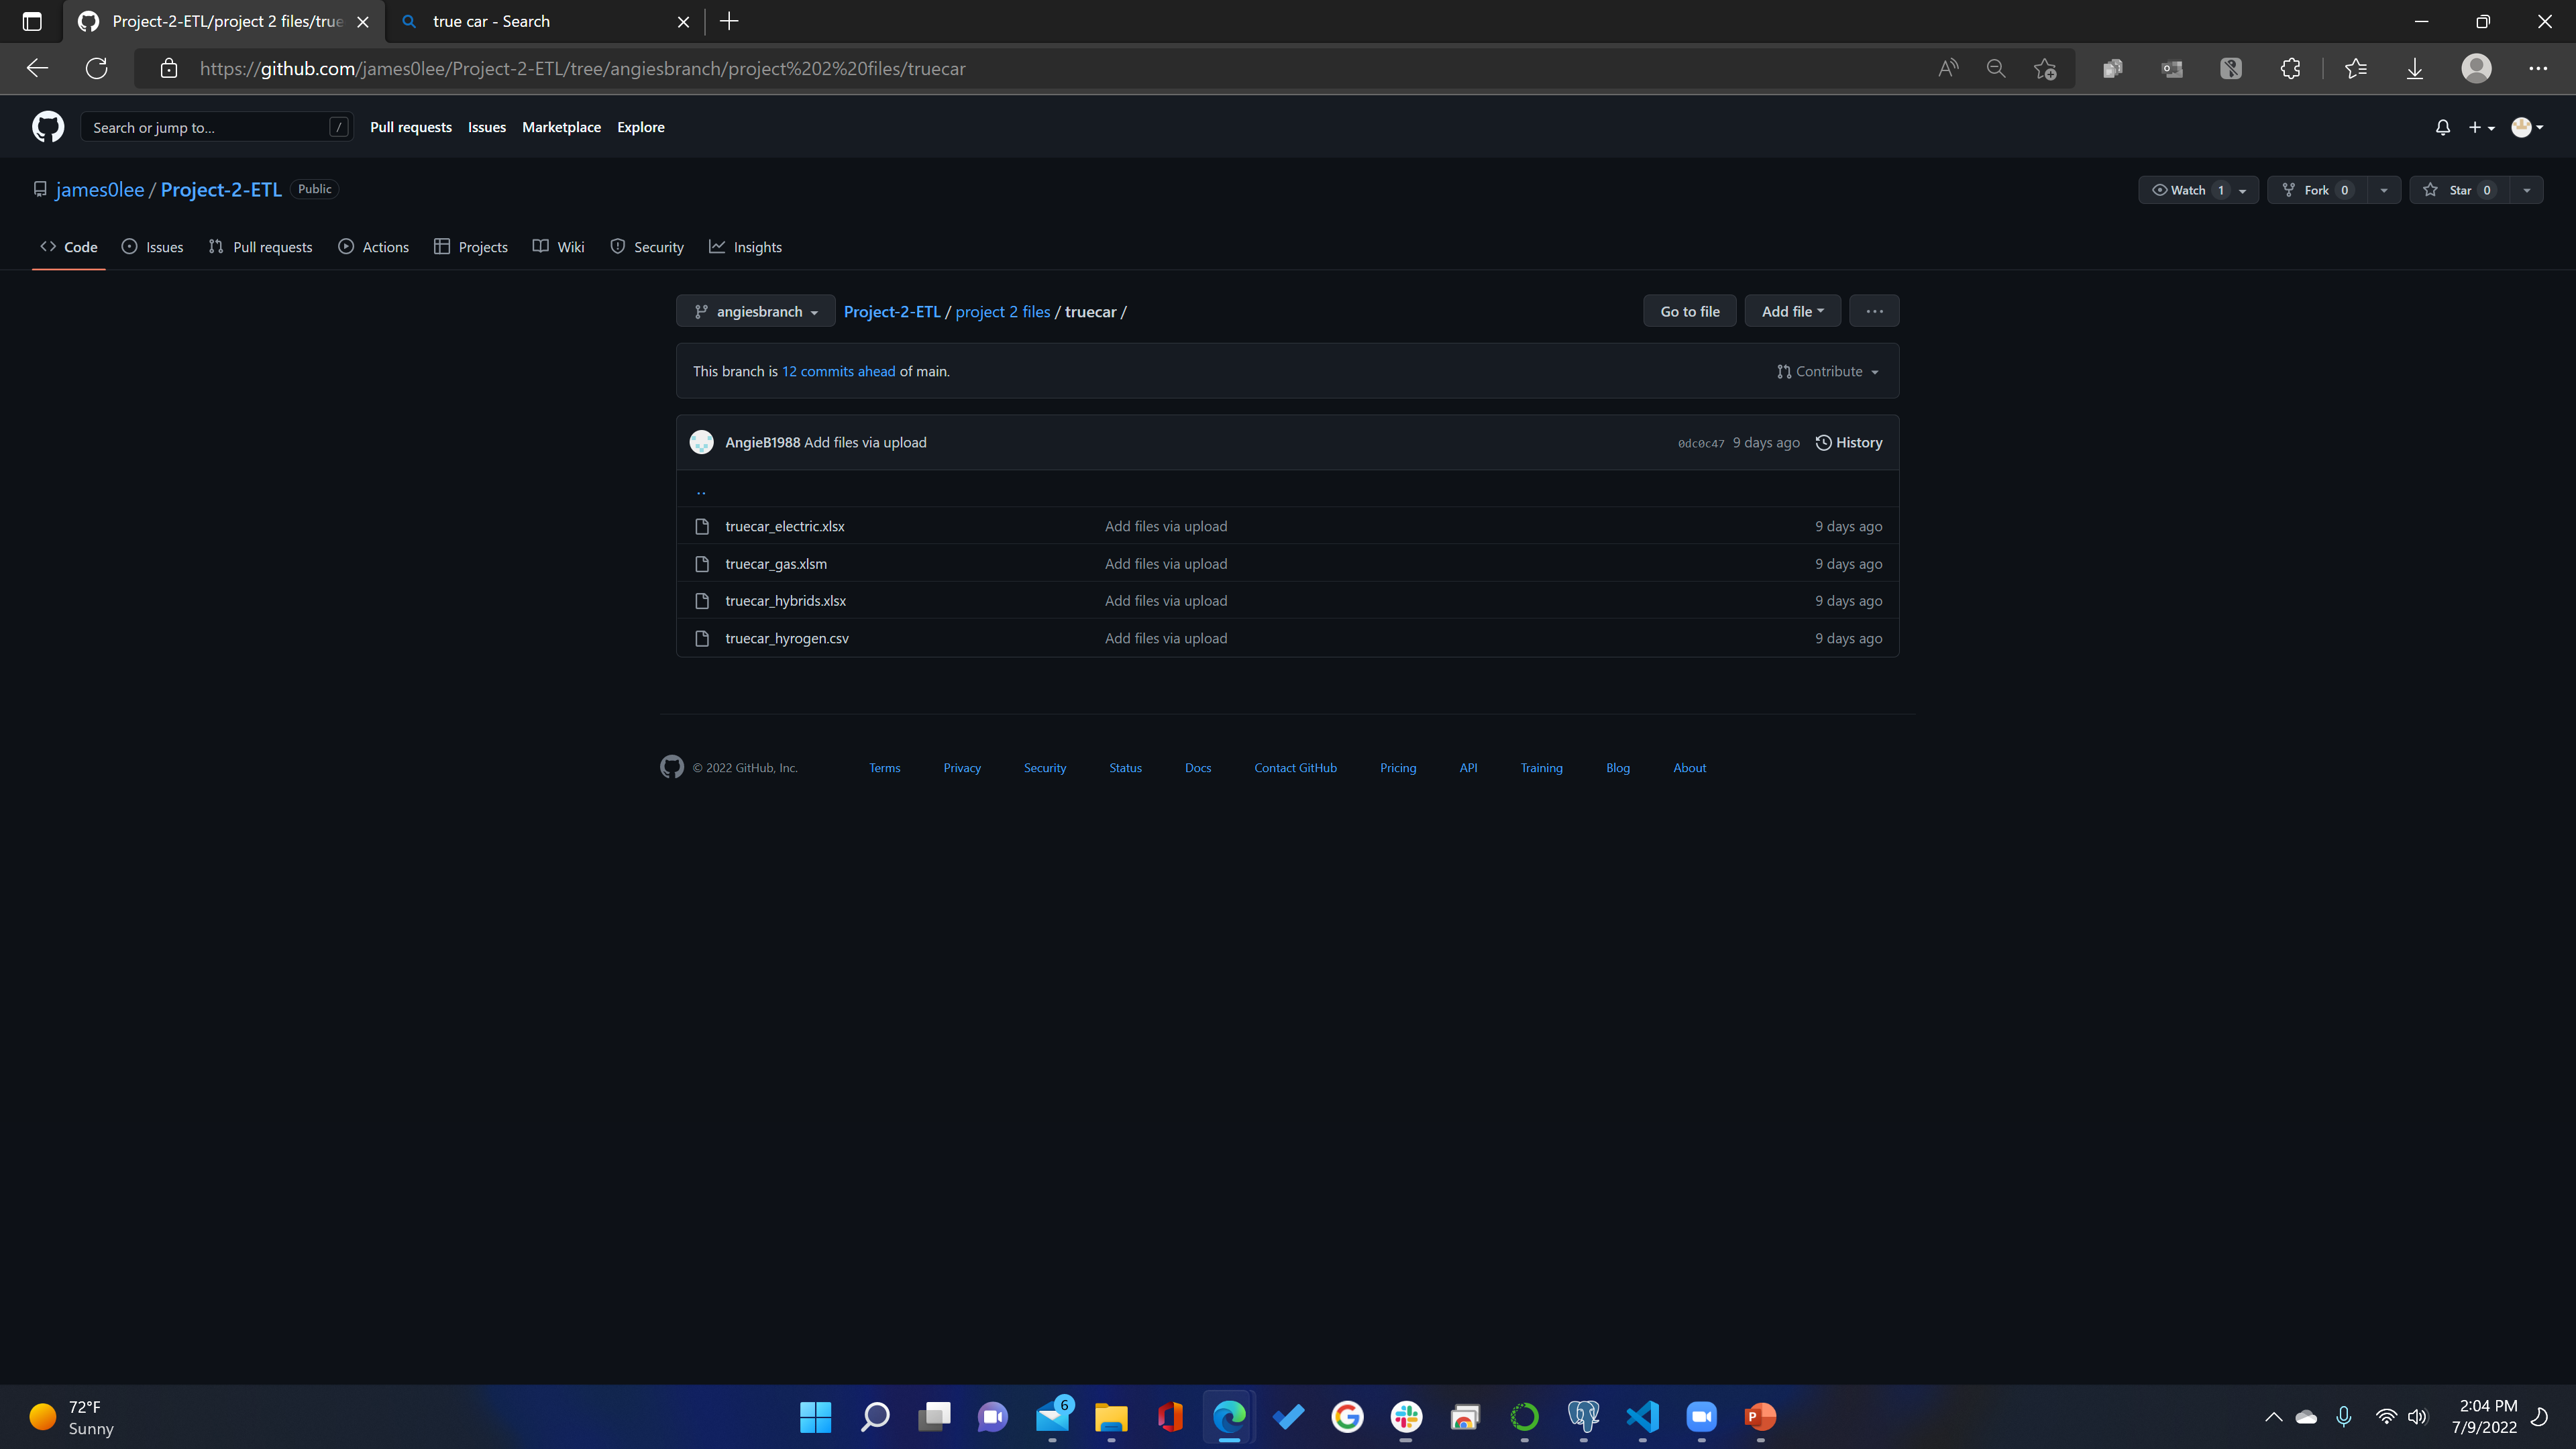 Project-2-ETL/project 2 files/true
true car - Search
https://github.com/james0lee/Project-2-ETL/tree/angiesbranch/project%202%20files/truecar
Search or jump to... /
Pull requests Issues Marketplace Explore
james0lee / Project-2-ETL Public
Watch 1 Fork 0 Star 0
Code Issues Pull requests Actions Projects Wiki Security Insights
angiesbranch Project-2-ETL / project 2 files / truecar / Go to file Add file ...
This branch is 12 commits ahead of main. Contribute
AngieB1988 Add files via upload 0dc0c47 9 days ago History
..
truecar_electric.xlsx Add files via upload 9 days ago
truecar_gas.xlsm Add files via upload 9 days ago
truecar_hybrids.xlsx Add files via upload 9 days ago
truecar_hyrogen.csv Add files via upload 9 days ago
© 2022 GitHub, Inc. Terms Privacy Security Status Docs Contact GitHub Pricing API Training Blog About
72°F
Sunny
6
2:04 PM
7/9/2022